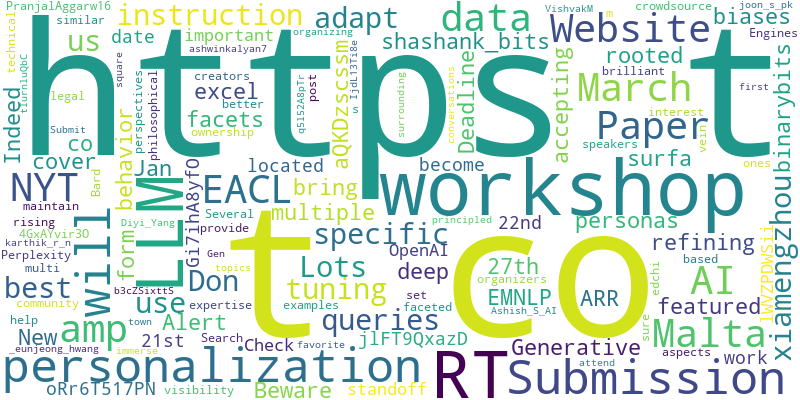 PranjalAggarw16
similar
date
technical
instruction
important
ashwinkalyan7
organizing
adapt
data
VishvakM
crowdsource
joon_s_pk
Engines
biases
Website
https
t
us
shashank_bits
rooted
brilliant
March
creators
excel
better
square
post
legal
perspectives
philosophical
facets
ownership
q5152A8pTr
IjdL13Ti8e
s
aQKDzscssm
surrounding
conversations
Deadline
accepting
Paper
interest
speakers
vein
m
first
ones
Indeed
Submit
co
cover
behavior
Jan
located
become
surfa
xiamengzhoubinarybits
NYT
will
LLM
Gi7ihA8yfO
EACL
bring
workshop
Bard
maintain
rising
4GxAYvir3O
karthik_r_n
Perplexity
Diyi_Yang
form
Several
provide
multiple
principled
22nd
personas
multi
Gen
specific
OpenAI
refining
based
Don
topics
t
co
Lots
deep
27th
organizers
edchi
lWVZPDWSii
best
b3cZSixttS
use
expertise
tuning
examples
set
faceted
EMNLP
Ashish_S_AI
ARR
AI
featured
community
New
help
town
amp
Alert
Search
queries
sure
Malta
_eunjeong_hwang
21st
Check
favorite
jlFT9QxazD
Generative
aspects
work
personalization
immerse
RT
attend
Submission
oRr6T517PN
visibility
Beware
standoff